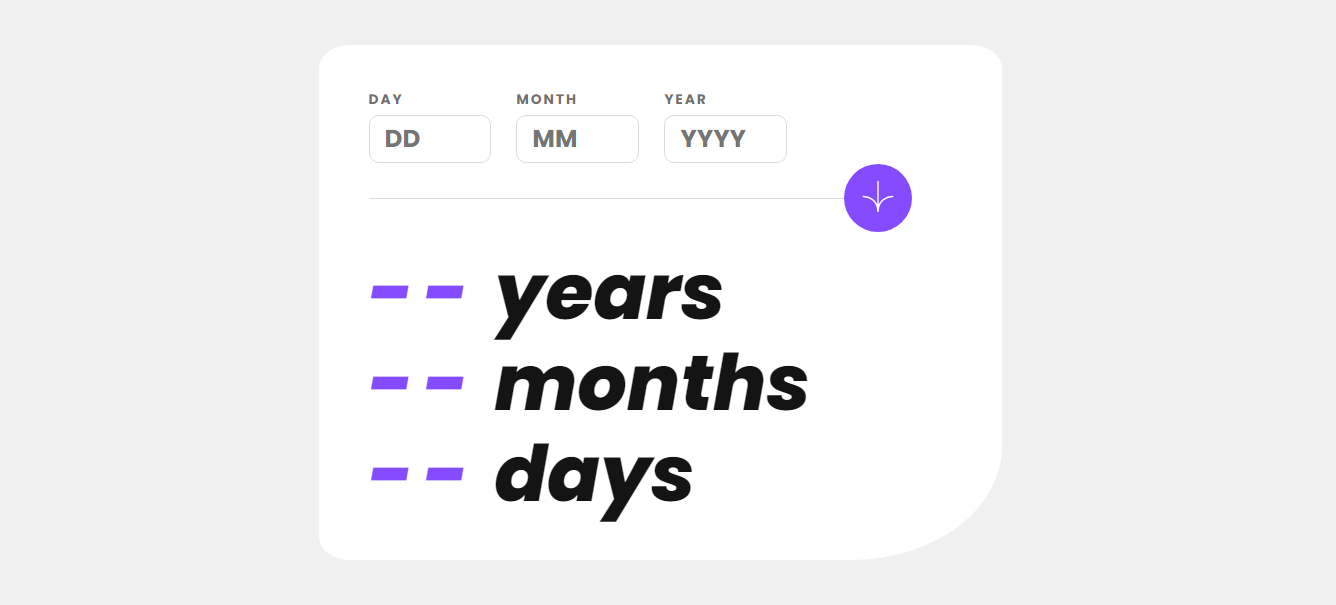 DAY MONTH YEAR
DD MM YYYY
-- years
-- months
-- days